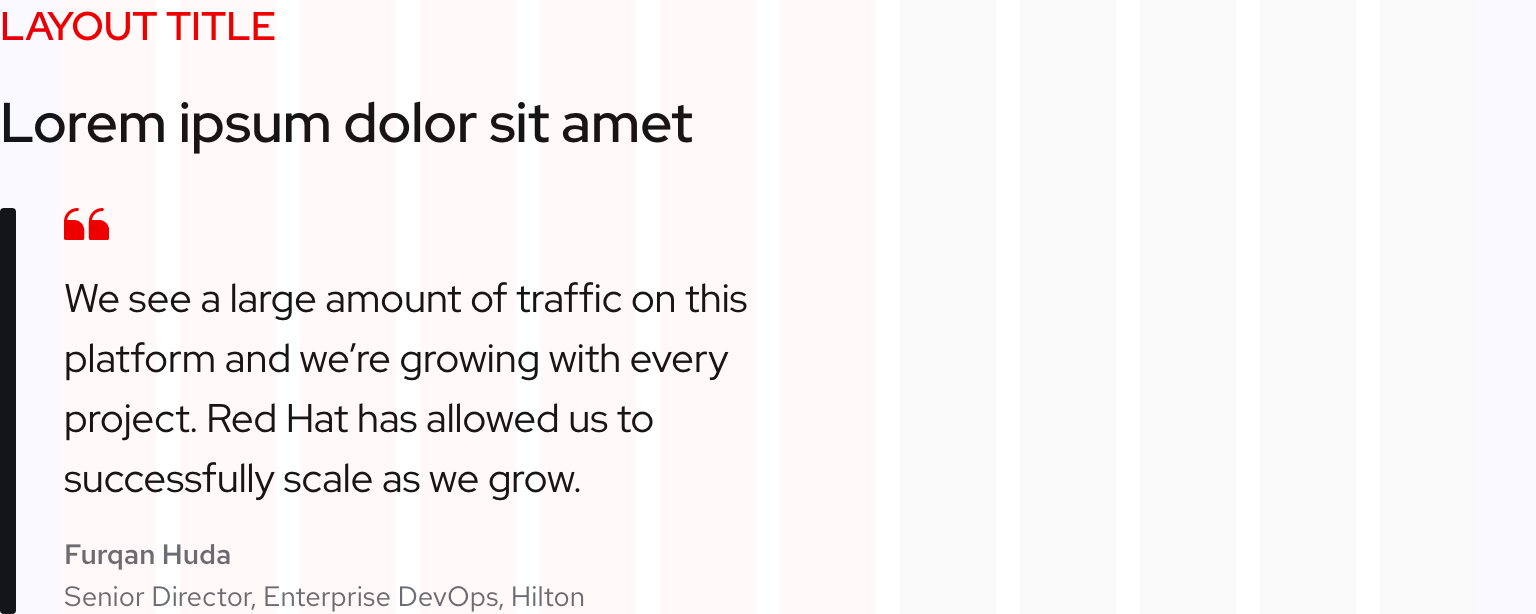 LAYOUT TITLE
Lorem ipsum dolor sit amet
“
We see a large amount of traffic on this
platform and we’re growing with every
project. Red Hat has allowed us to
successfully scale as we grow.
Furqan Huda
Senior Director, Enterprise DevOps, Hilton